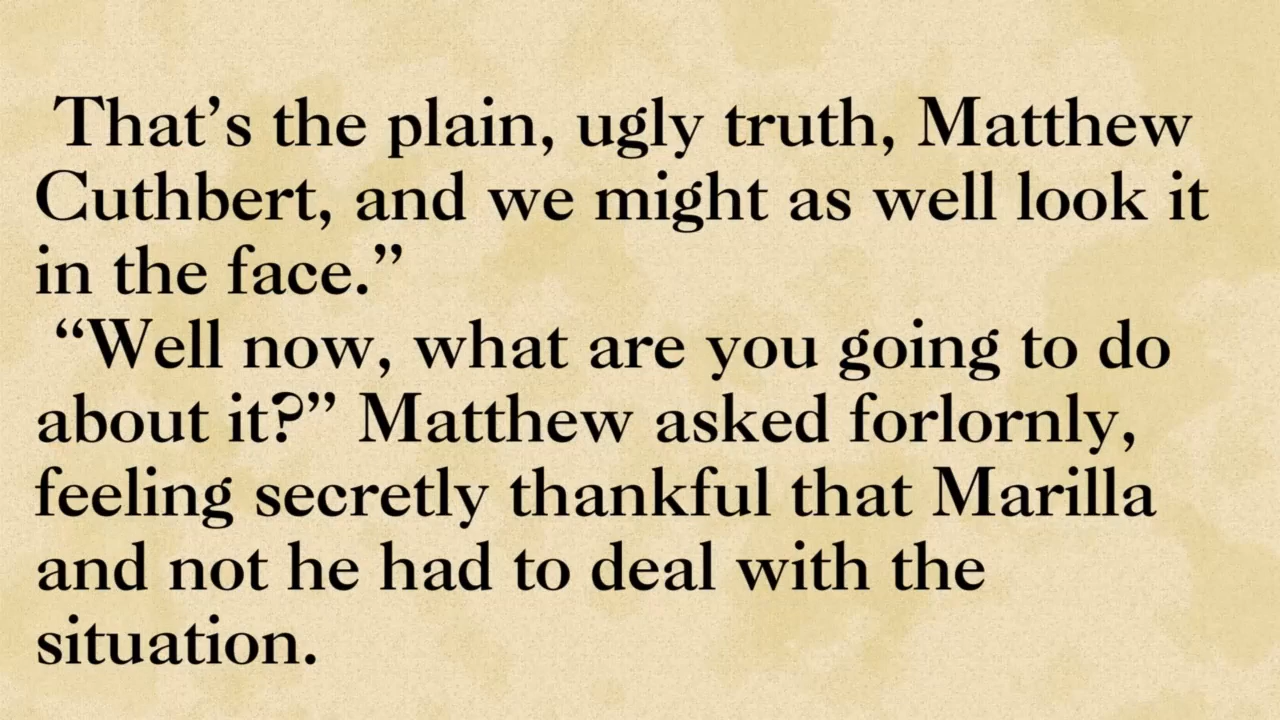 That’s the plain, ugly truth, Matthew
Cuthbert, and we might as well look it
in the face.”
“Well now, what are you going to do
about it?” Matthew asked forlornly,
feeling secretly thankful that Marilla
and not he had to deal with the
situation.